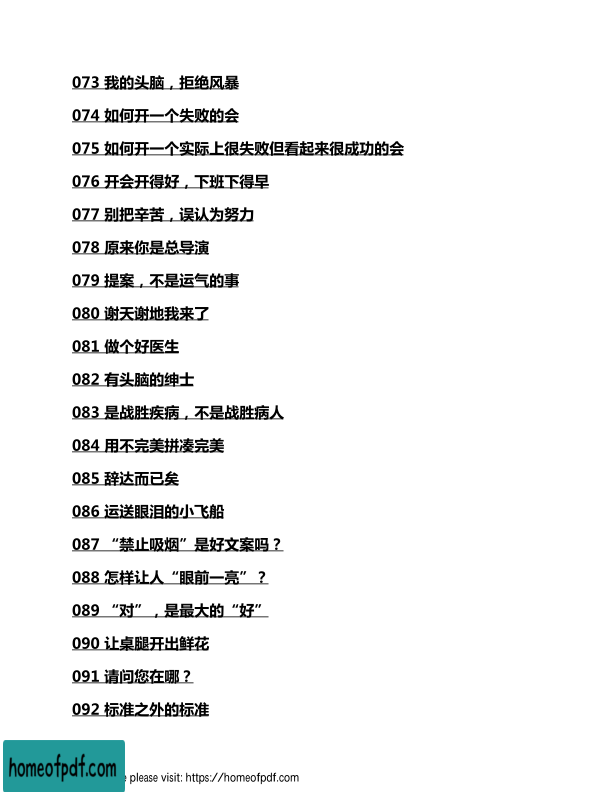 073 我的头脑，拒绝风暴
074 如何开一个失败的会
075 如何开一个实际上很失败但看起来很成功的会
076 开会开得好，下班下得早
077 别把辛苦，误认为努力
078 原来你是总导演
079 提案，不是运气的事
080 谢天谢地我来了
081 做个好医生
082 有头脑的绅士
083 是战胜疾病，不是战胜病人
084 用不完美拼凑完美
085 辞达而已矣
086 运送眼泪的小飞船
087 “禁止吸烟”是好文案吗？
088 怎样让人“眼前一亮”？
089 “对”，是最大的“好”
090 让桌腿开出鲜花
091 请问您在哪？
092 标准之外的标准
homeofpdf.com
e please visit: https://homeofpdf.com